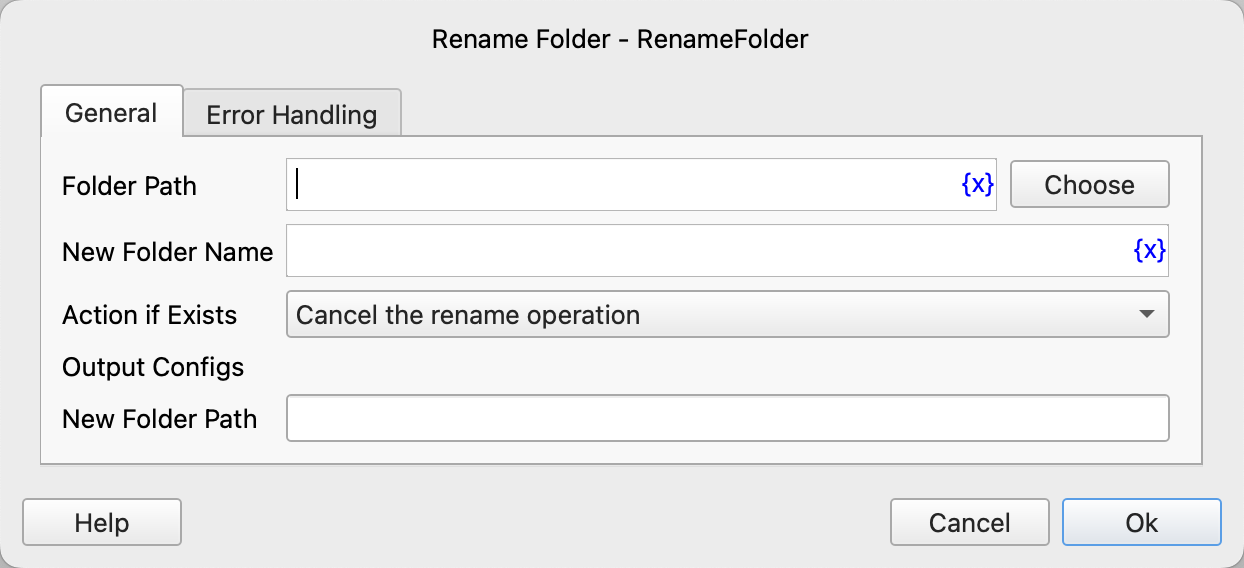 Rename Folder - RenameFolder
General Error Handling
Folder Path {x} Choose
New Folder Name {x}
Action if Exists Cancel the rename operation
Output Configs
New Folder Path
Help Cancel Ok